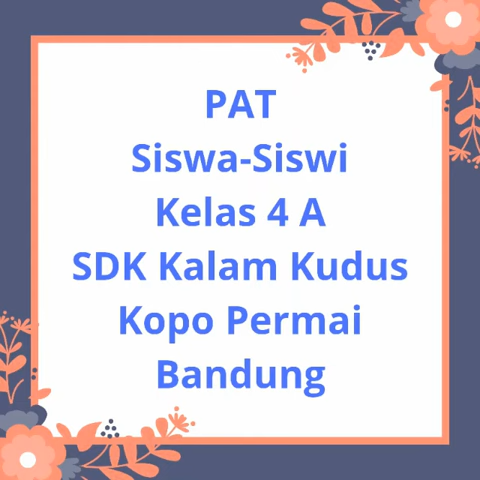 PAT
Siswa-Siswi
Kelas 4 A
SDK Kalam Kudus
Kopo Permai
Bandung